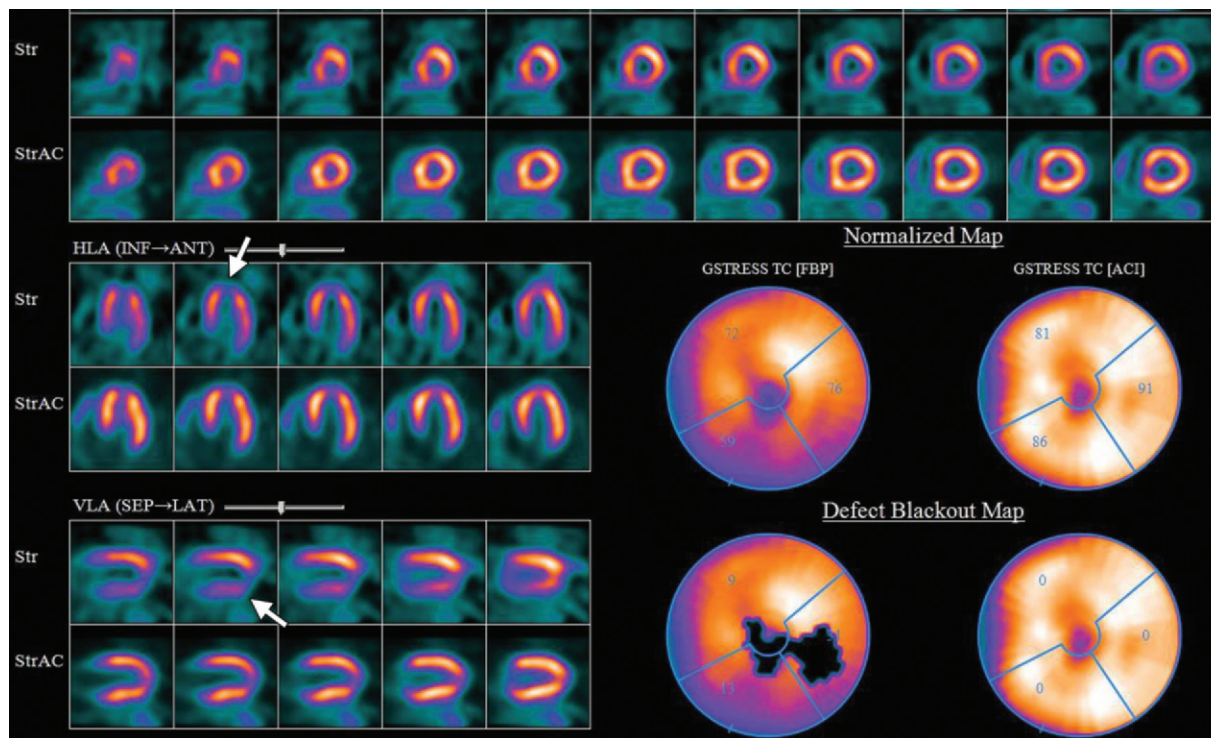 Str
StrAC
HLA (INF→ANT)
Normalized Map
GSTRESS TC [FBP]
GSTRESS TC [ACI]
Str
72
81
76
91
StrAC
59
86
VLA (SEP→LAT)
Defect Blackout Map
Str
9
0
0
StrAC
13
0